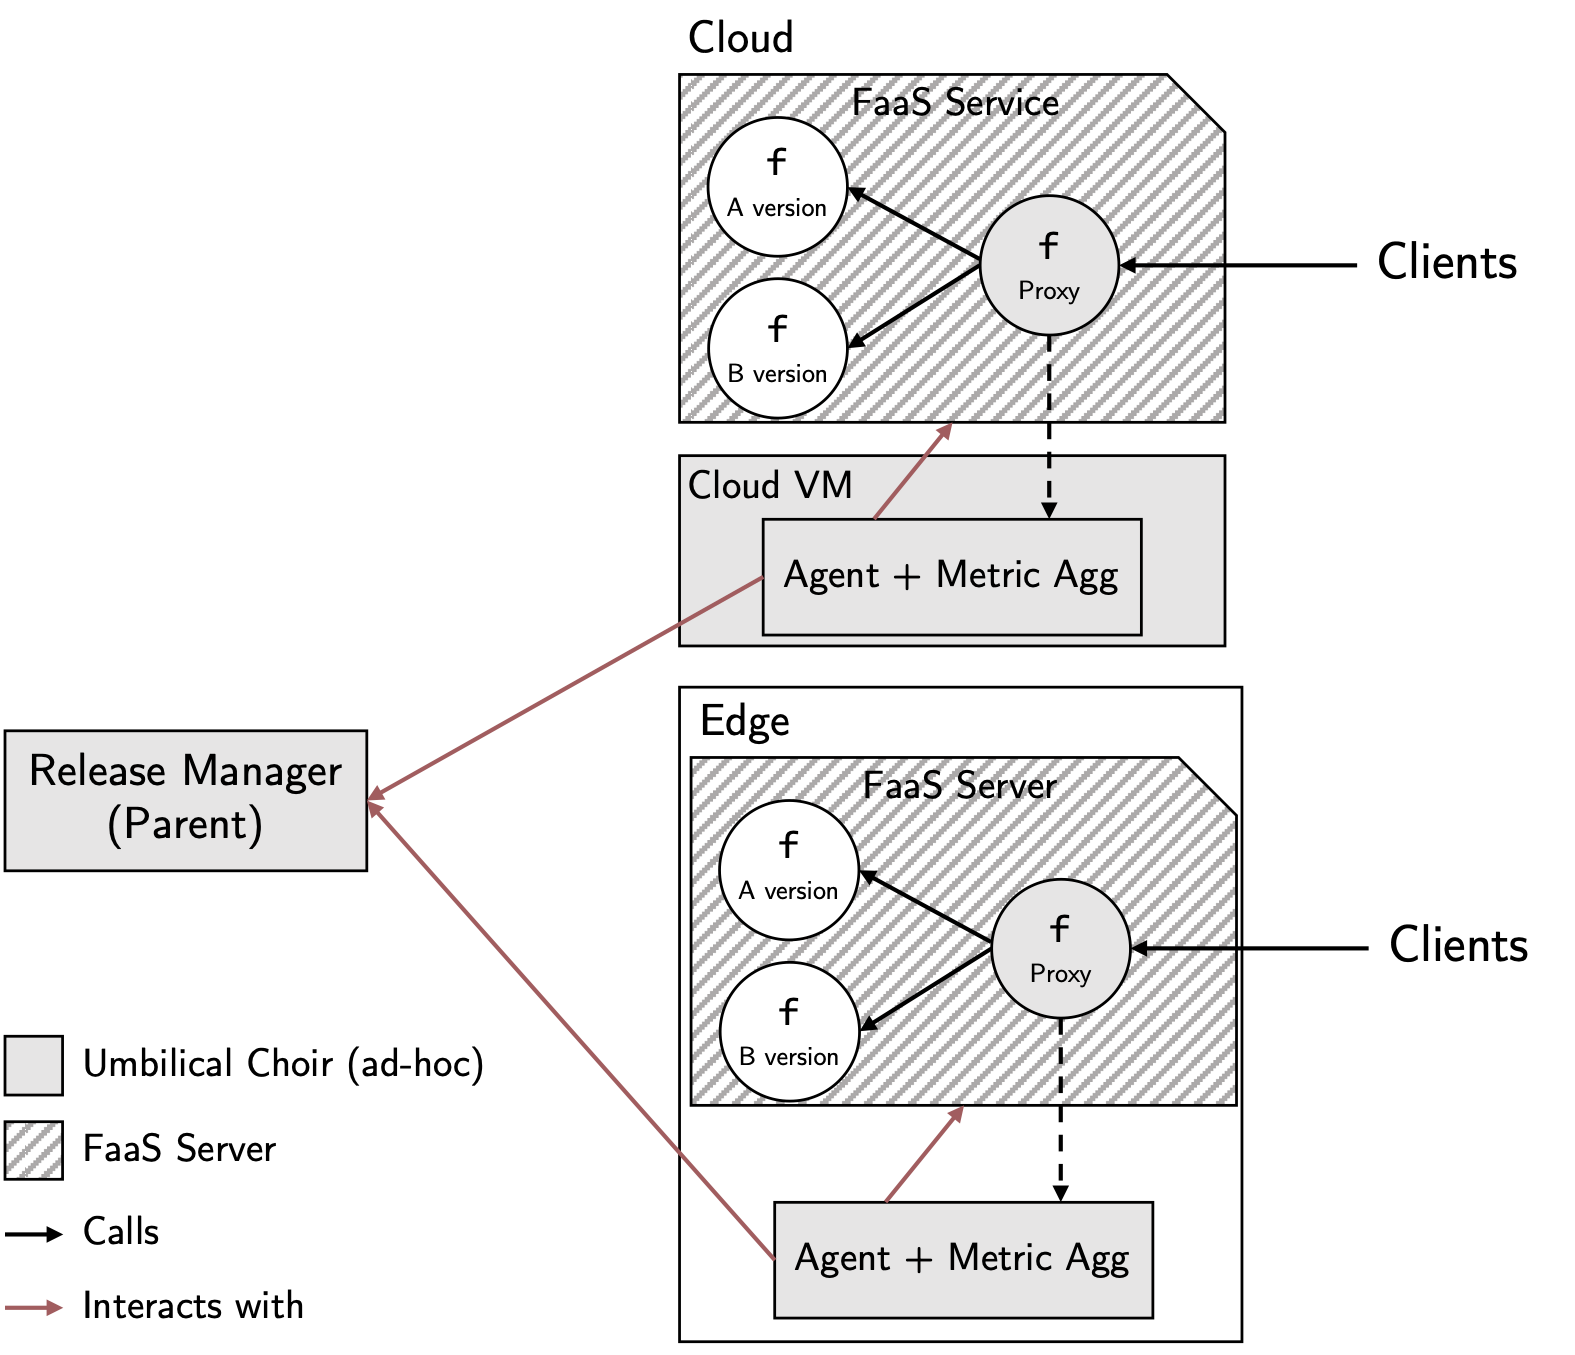 Cloud
FaaS Service
f
A version
f
B version
f
Proxy
Clients
Cloud VM
Agent + Metric Agg
Release Manager
(Parent)
Edge
FaaS Server
f
A version
f
B version
f
Proxy
Clients
Agent + Metric Agg
Umbilical Choir (ad-hoc)
FaaS Server
Calls
Interacts with